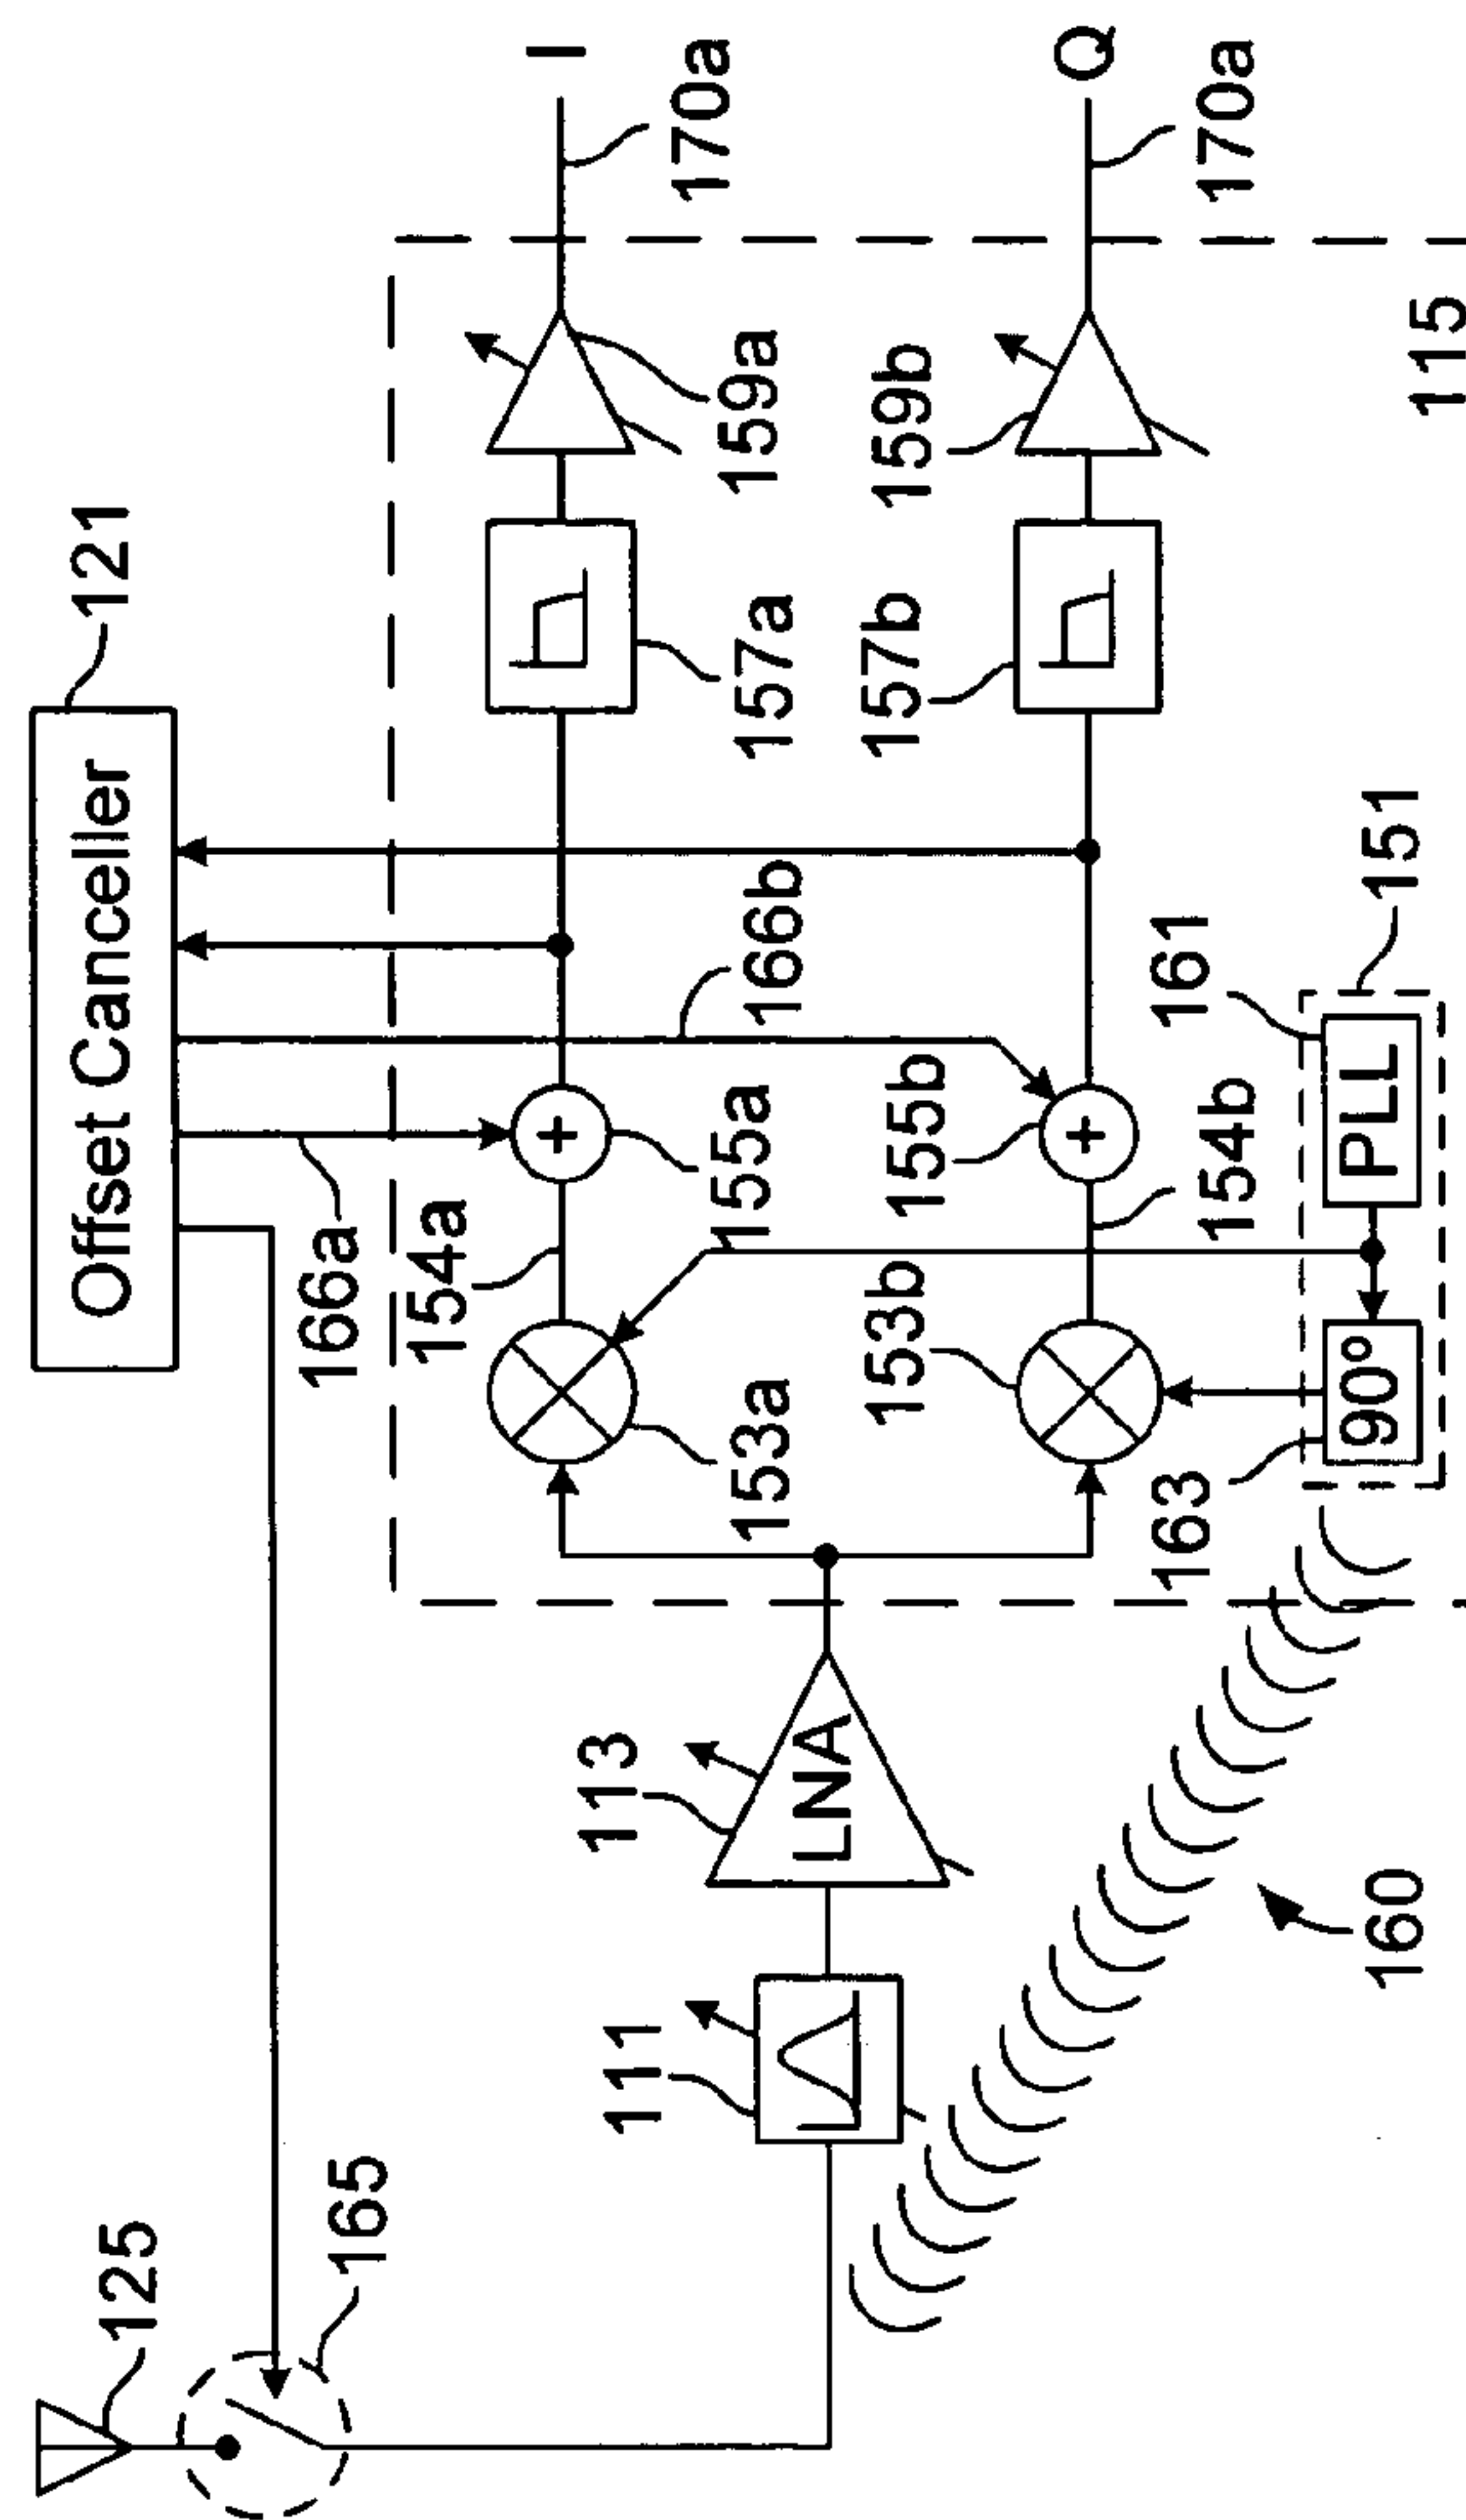 125
165
Offset Canceller
121
166a
154a
166b
I
170a
153a
155a
157a
159a
111
113
LNA
153b
155b
157b
159b
Q
170a
163
154b
161
90°
PLL
151
160
115